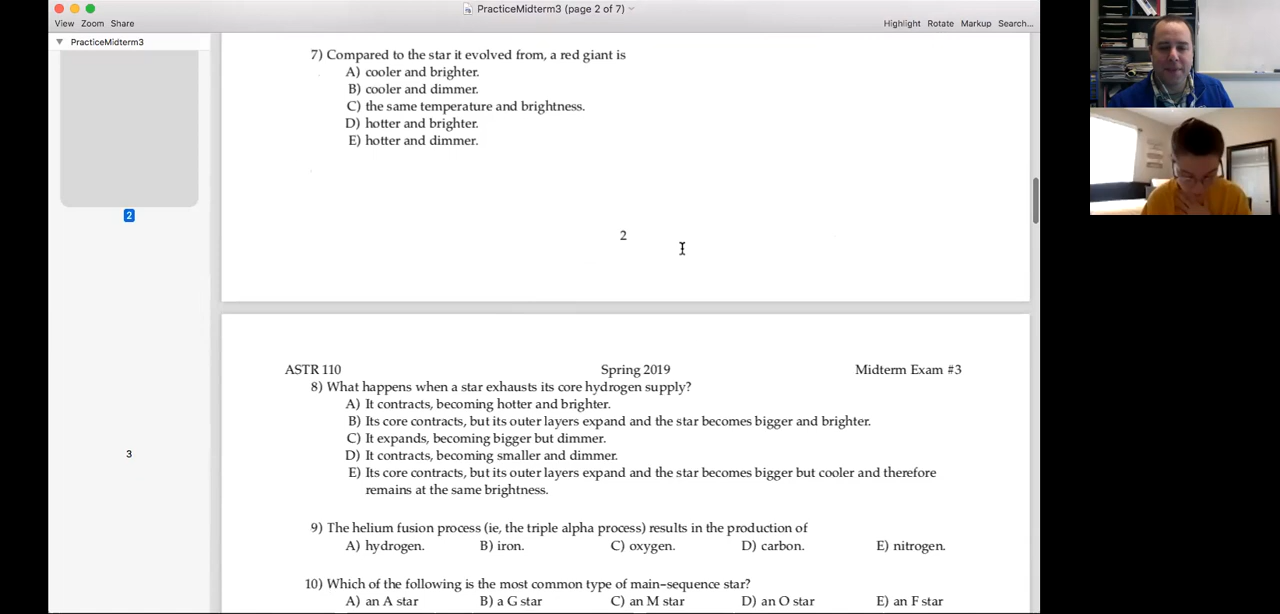 PracticeMidterm3 (page 2 of 7)
View Zoom Share
Highlight Rotate Markup Search...
PracticeMidterm3
2
3
7) Compared to the star it evolved from, a red giant is
A) cooler and brighter.
B) cooler and dimmer.
C) the same temperature and brightness.
D) hotter and brighter.
E) hotter and dimmer.
2
ASTR 110 Spring 2019 Midterm Exam #3
8) What happens when a star exhausts its core hydrogen supply?
A) It contracts, becoming hotter and brighter.
B) Its core contracts, but its outer layers expand and the star becomes bigger and brighter.
C) It expands, becoming bigger but dimmer.
D) It contracts, becoming smaller and dimmer.
E) Its core contracts, but its outer layers expand and the star becomes bigger but cooler and therefore
remains at the same brightness.
9) The helium fusion process (ie, the triple alpha process) results in the production of
A) hydrogen. B) iron. C) oxygen. D) carbon. E) nitrogen.
10) Which of the following is the most common type of main-sequence star?
A) an A star B) a G star C) an M star D) an O star E) an F star